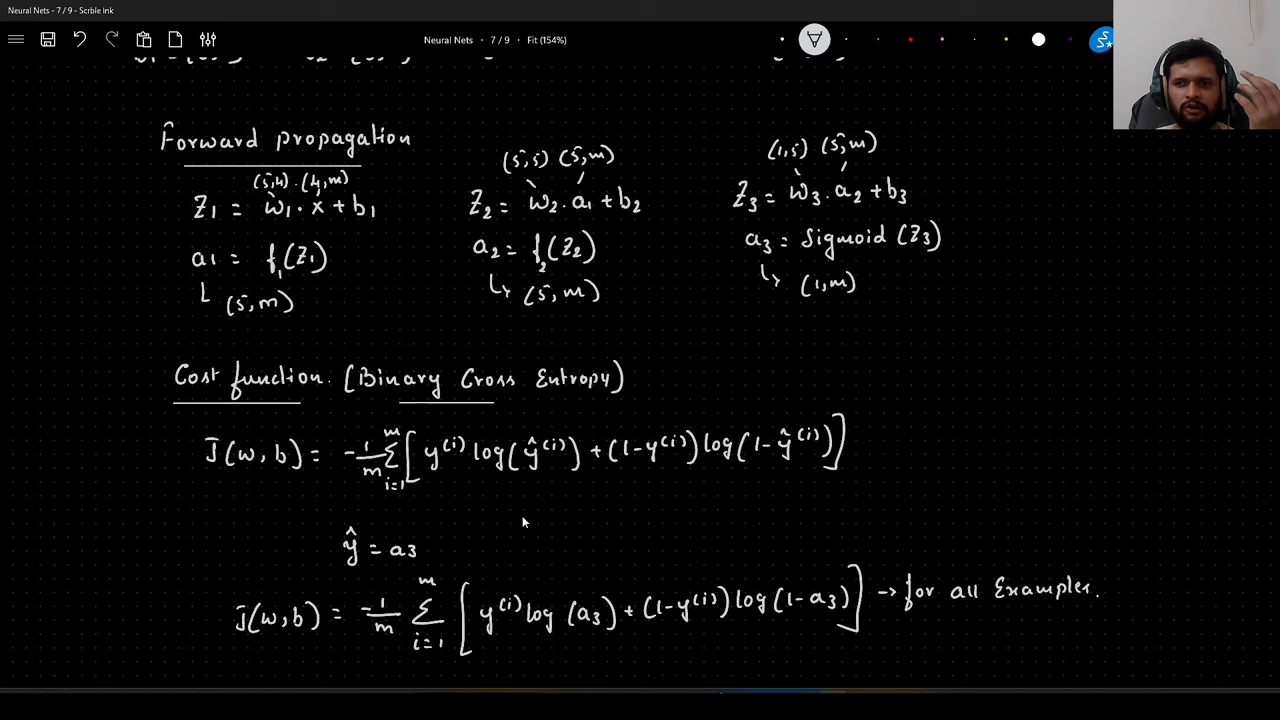 Neural Nets - 7 / 9 - Scrble Ink
Neural Nets • 7 / 9 • Fit (154%)
Forward propagation
(5,4) . (4,m)
Z1 = w1 . x + b1
a1 = f1(Z1)
(5,m)
(5,5) (5,m)
Z2 = w2 . a1 + b2
a2 = f2(Z2)
↳ (5,m)
(1,5) (5,m)
Z3 = w3 . a2 + b3
a3 = Sigmoid (Z3)
↳ (1,m)
Cost function. (Binary Cross Entropy)
J(w,b) = -1/m m∑i=1 [ y(i) log(ŷ(i)) + (1-y(i)) log(1-ŷ(i)) ]
ŷ = a3
J(w,b) = -1/m m∑i=1 [ y(i) log (a3) + (1-y(i)) log (1-a3) ] → for all Examples.